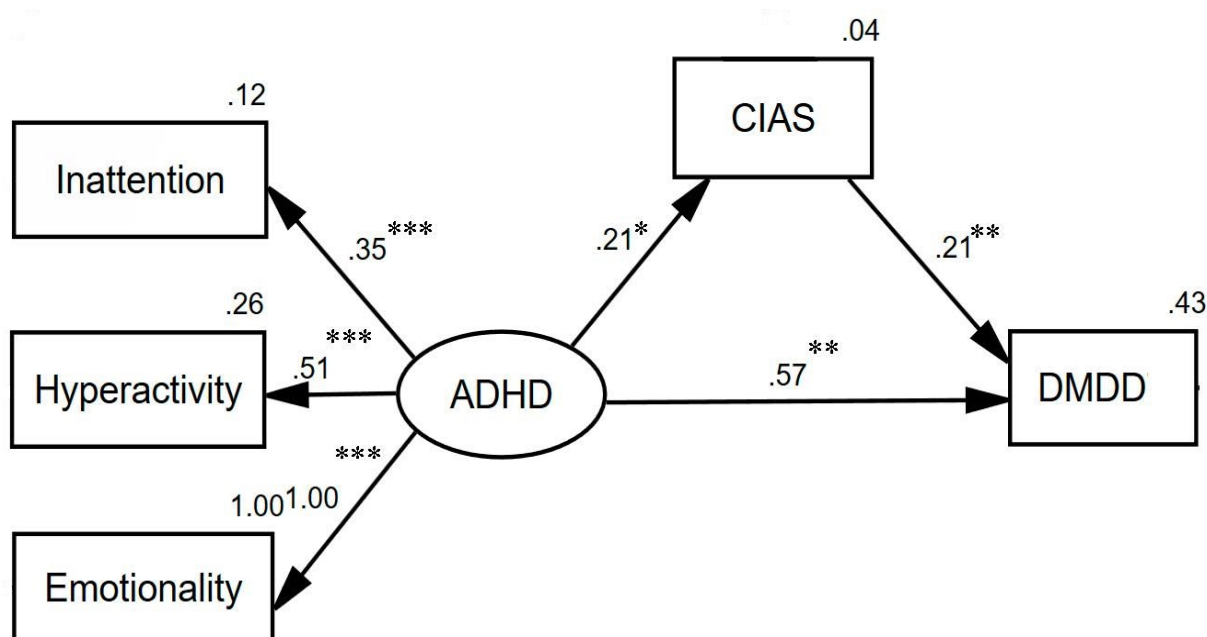 .04
CIAS
.12
Inattention
.35***
.21*
.21**
.26
Hyperactivity
.51***
ADHD
.57**
.43
DMDD
***
1.00 1.00
Emotionality